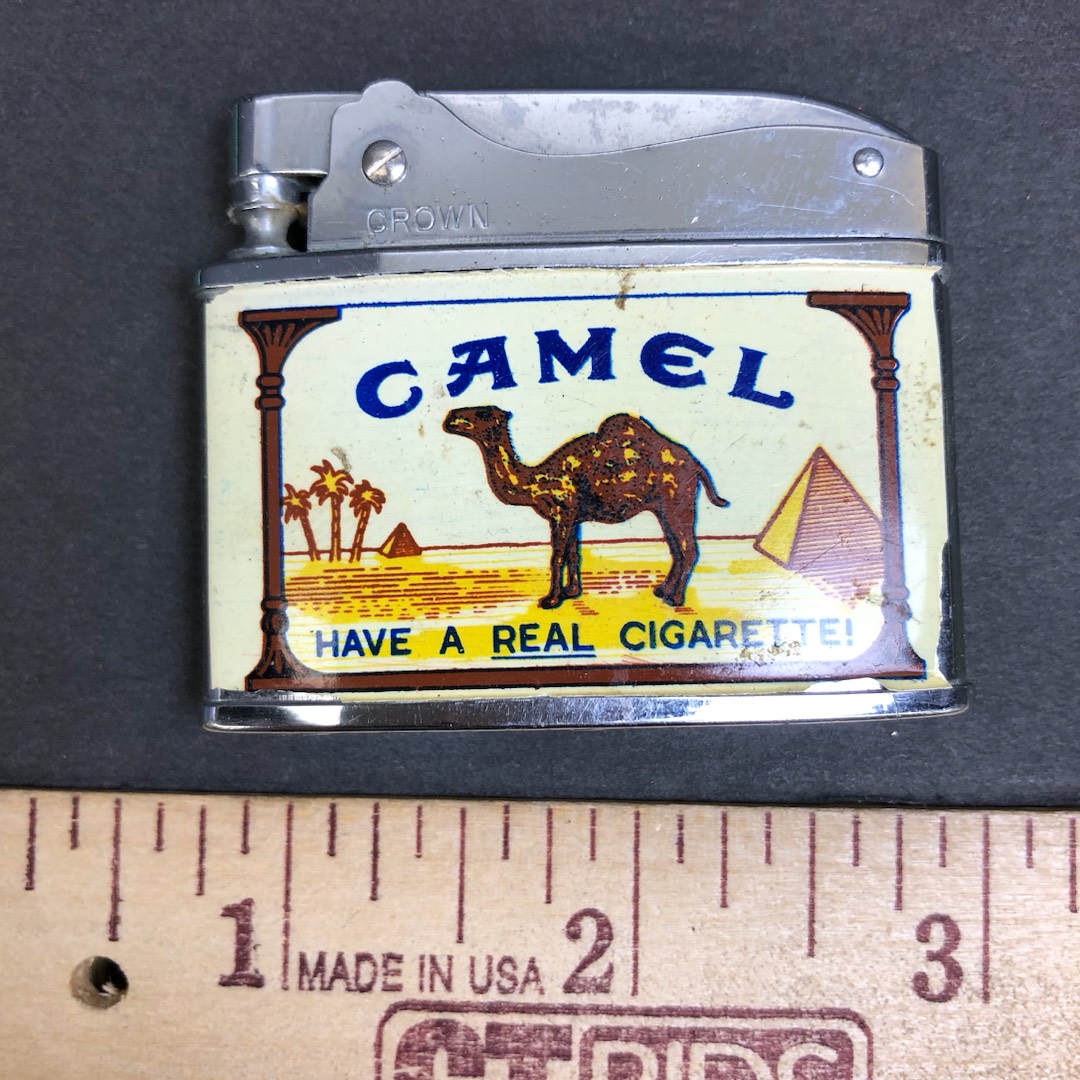 CROWN
CAMEL
HAVE A REAL CIGARETTE!
1 2 3
MADE IN USA